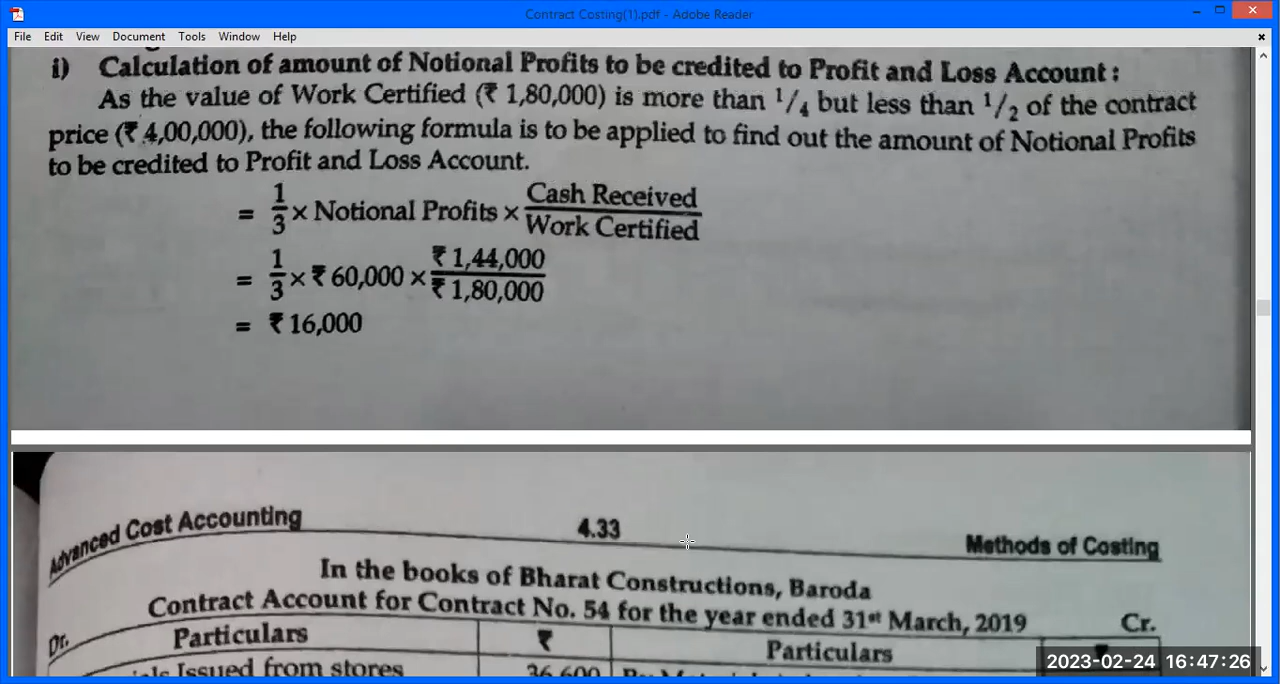 Contract Costing(1).pdf - Adobe Reader
File Edit View Document Tools Window Help
i) Calculation of amount of Notional Profits to be credited to Profit and Loss Account :
As the value of Work Certified (₹ 1,80,000) is more than 1/4 but less than 1/2 of the contract
price (₹ 4,00,000), the following formula is to be applied to find out the amount of Notional Profits
to be credited to Profit and Loss Account.
= 1/3 × Notional Profits × Cash Received / Work Certified
= 1/3 × ₹ 60,000 × ₹ 1,44,000 / ₹ 1,80,000
= ₹ 16,000
Advanced Cost Accounting 4.33 Methods of Costing
In the books of Bharat Constructions, Baroda
Contract Account for Contract No. 54 for the year ended 31st March, 2019
Dr. Cr.
Particulars ₹ Particulars
Issued from stores 36,600
2023-02-24 16:47:26